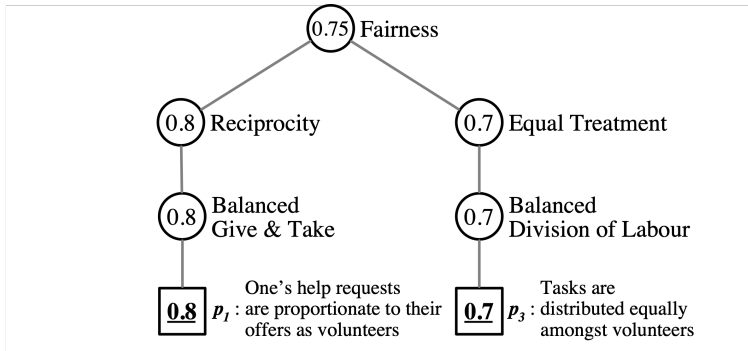 0.75 Fairness
0.8 Reciprocity
0.7 Equal Treatment
0.8 Balanced
Give & Take
0.7 Balanced
Division of Labour
0.8 p1 : One's help requests
are proportionate to their
offers as volunteers
0.7 p3 : Tasks are
distributed equally
amongst volunteers